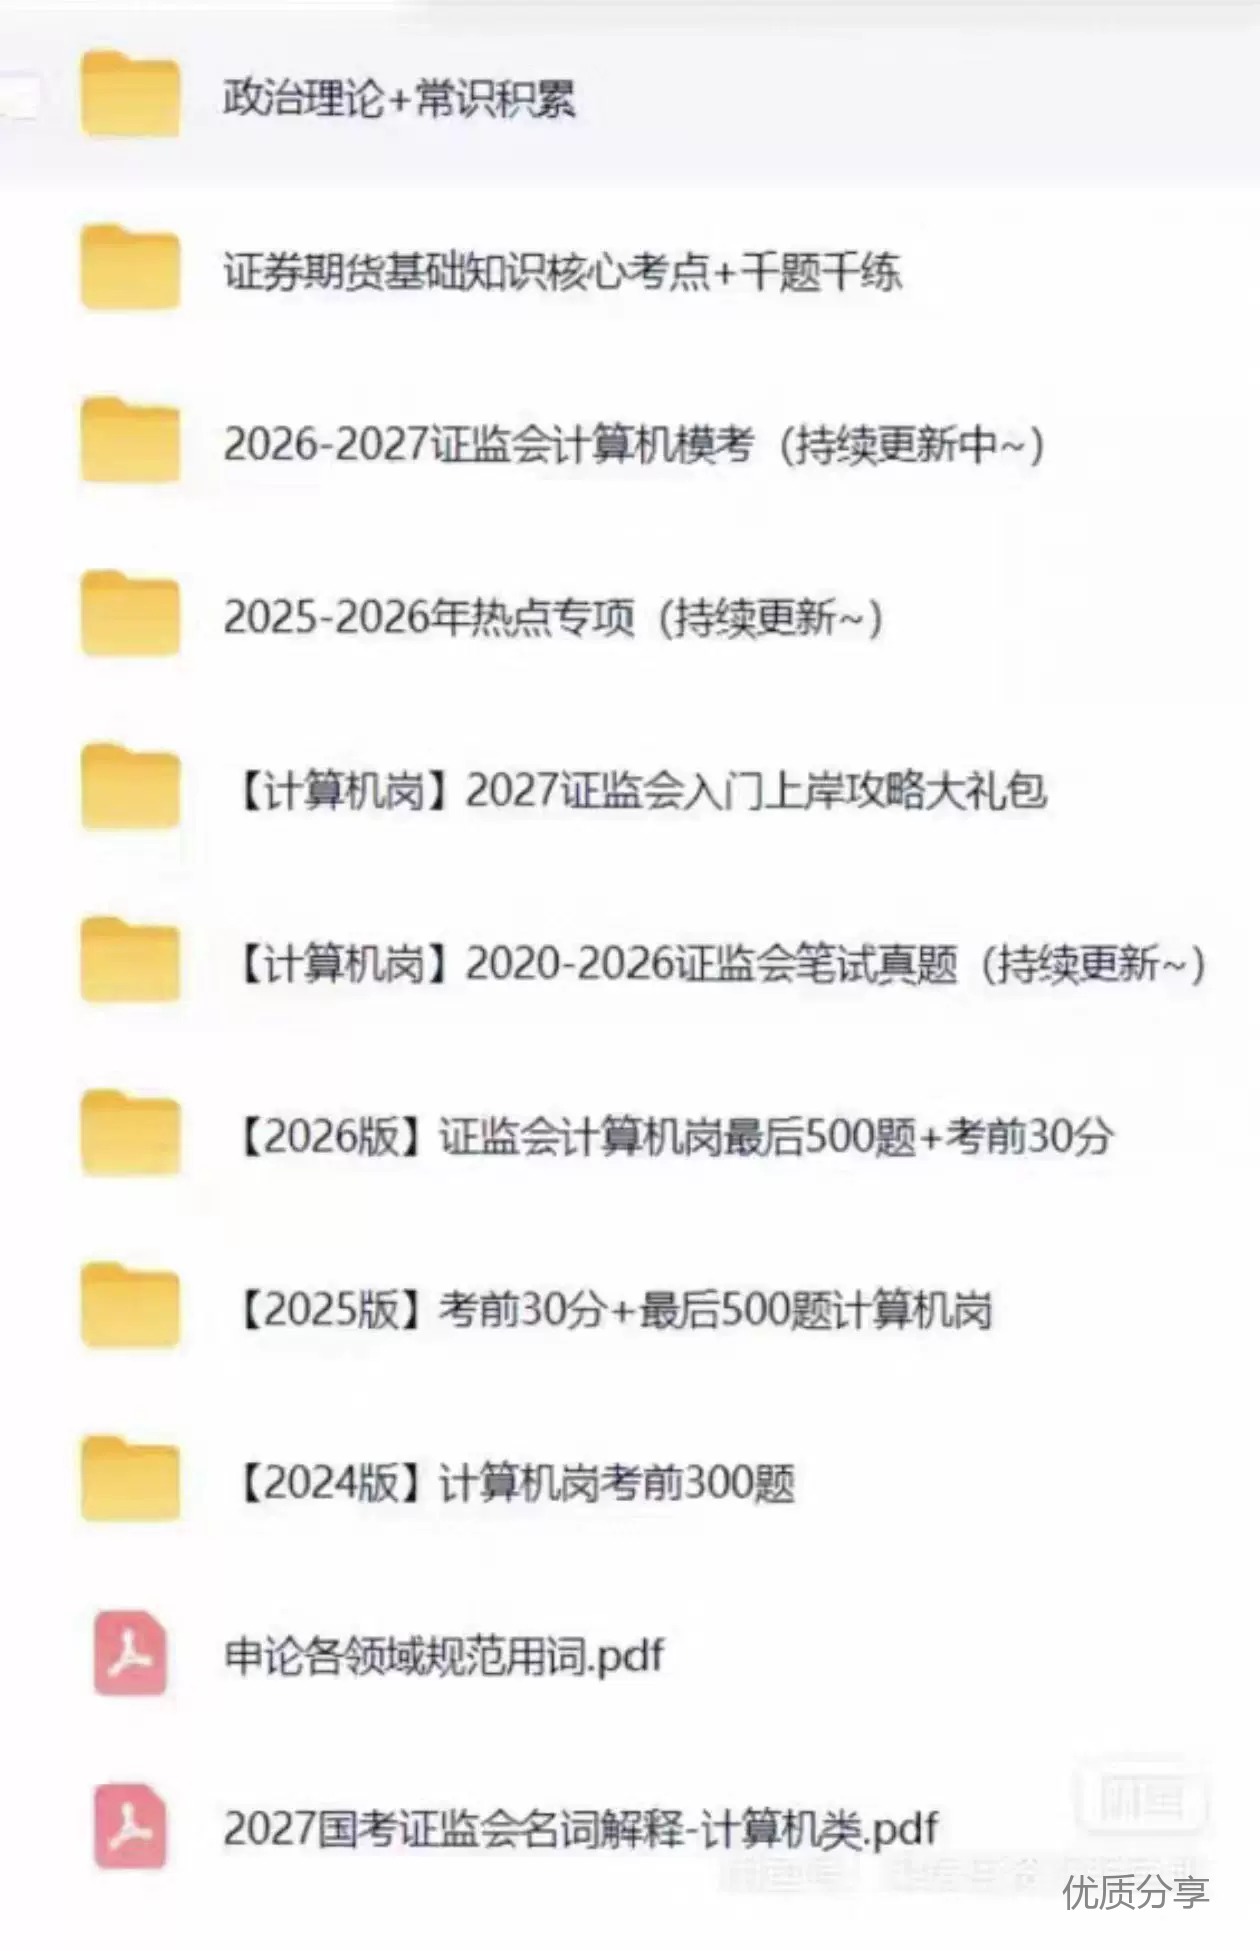 政治理论+常识积累
证券期货基础知识核心考点+千题千练
2026-2027证监会计算机模考（持续更新中~）
2025-2026年热点专项（持续更新~）
【计算机岗】2027证监会入门上岸攻略大礼包
【计算机岗】2020-2026证监会笔试真题（持续更新~）
【2026版】证监会计算机岗最后500题+考前30分
【2025版】考前30分+最后500题计算机岗
【2024版】计算机岗考前300题
申论各领域规范用词.pdf
2027国考证监会名词解释-计算机类.pdf
优质分享